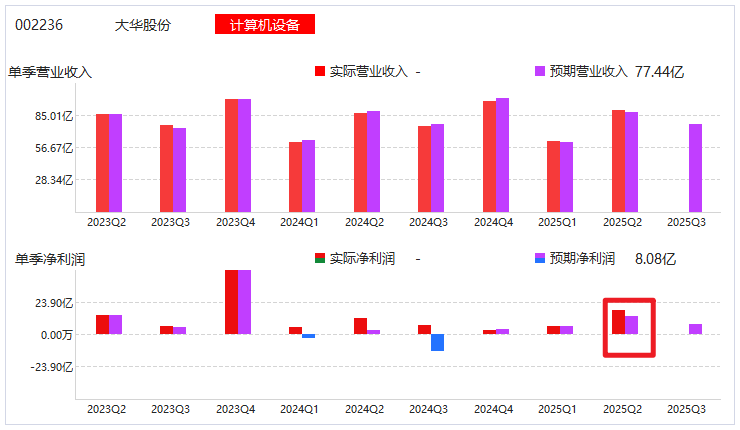 002236 大华股份 计算机设备
单季营业收入 实际营业收入 - 预期营业收入 77.44亿
85.01亿
56.67亿
28.34亿
2023Q2 2023Q3 2023Q4 2024Q1 2024Q2 2024Q3 2024Q4 2025Q1 2025Q2 2025Q3
单季净利润 实际净利润 - 预期净利润 8.08亿
23.90亿
0.00万
-23.90亿
2023Q2 2023Q3 2023Q4 2024Q1 2024Q2 2024Q3 2024Q4 2025Q1 2025Q2 2025Q3